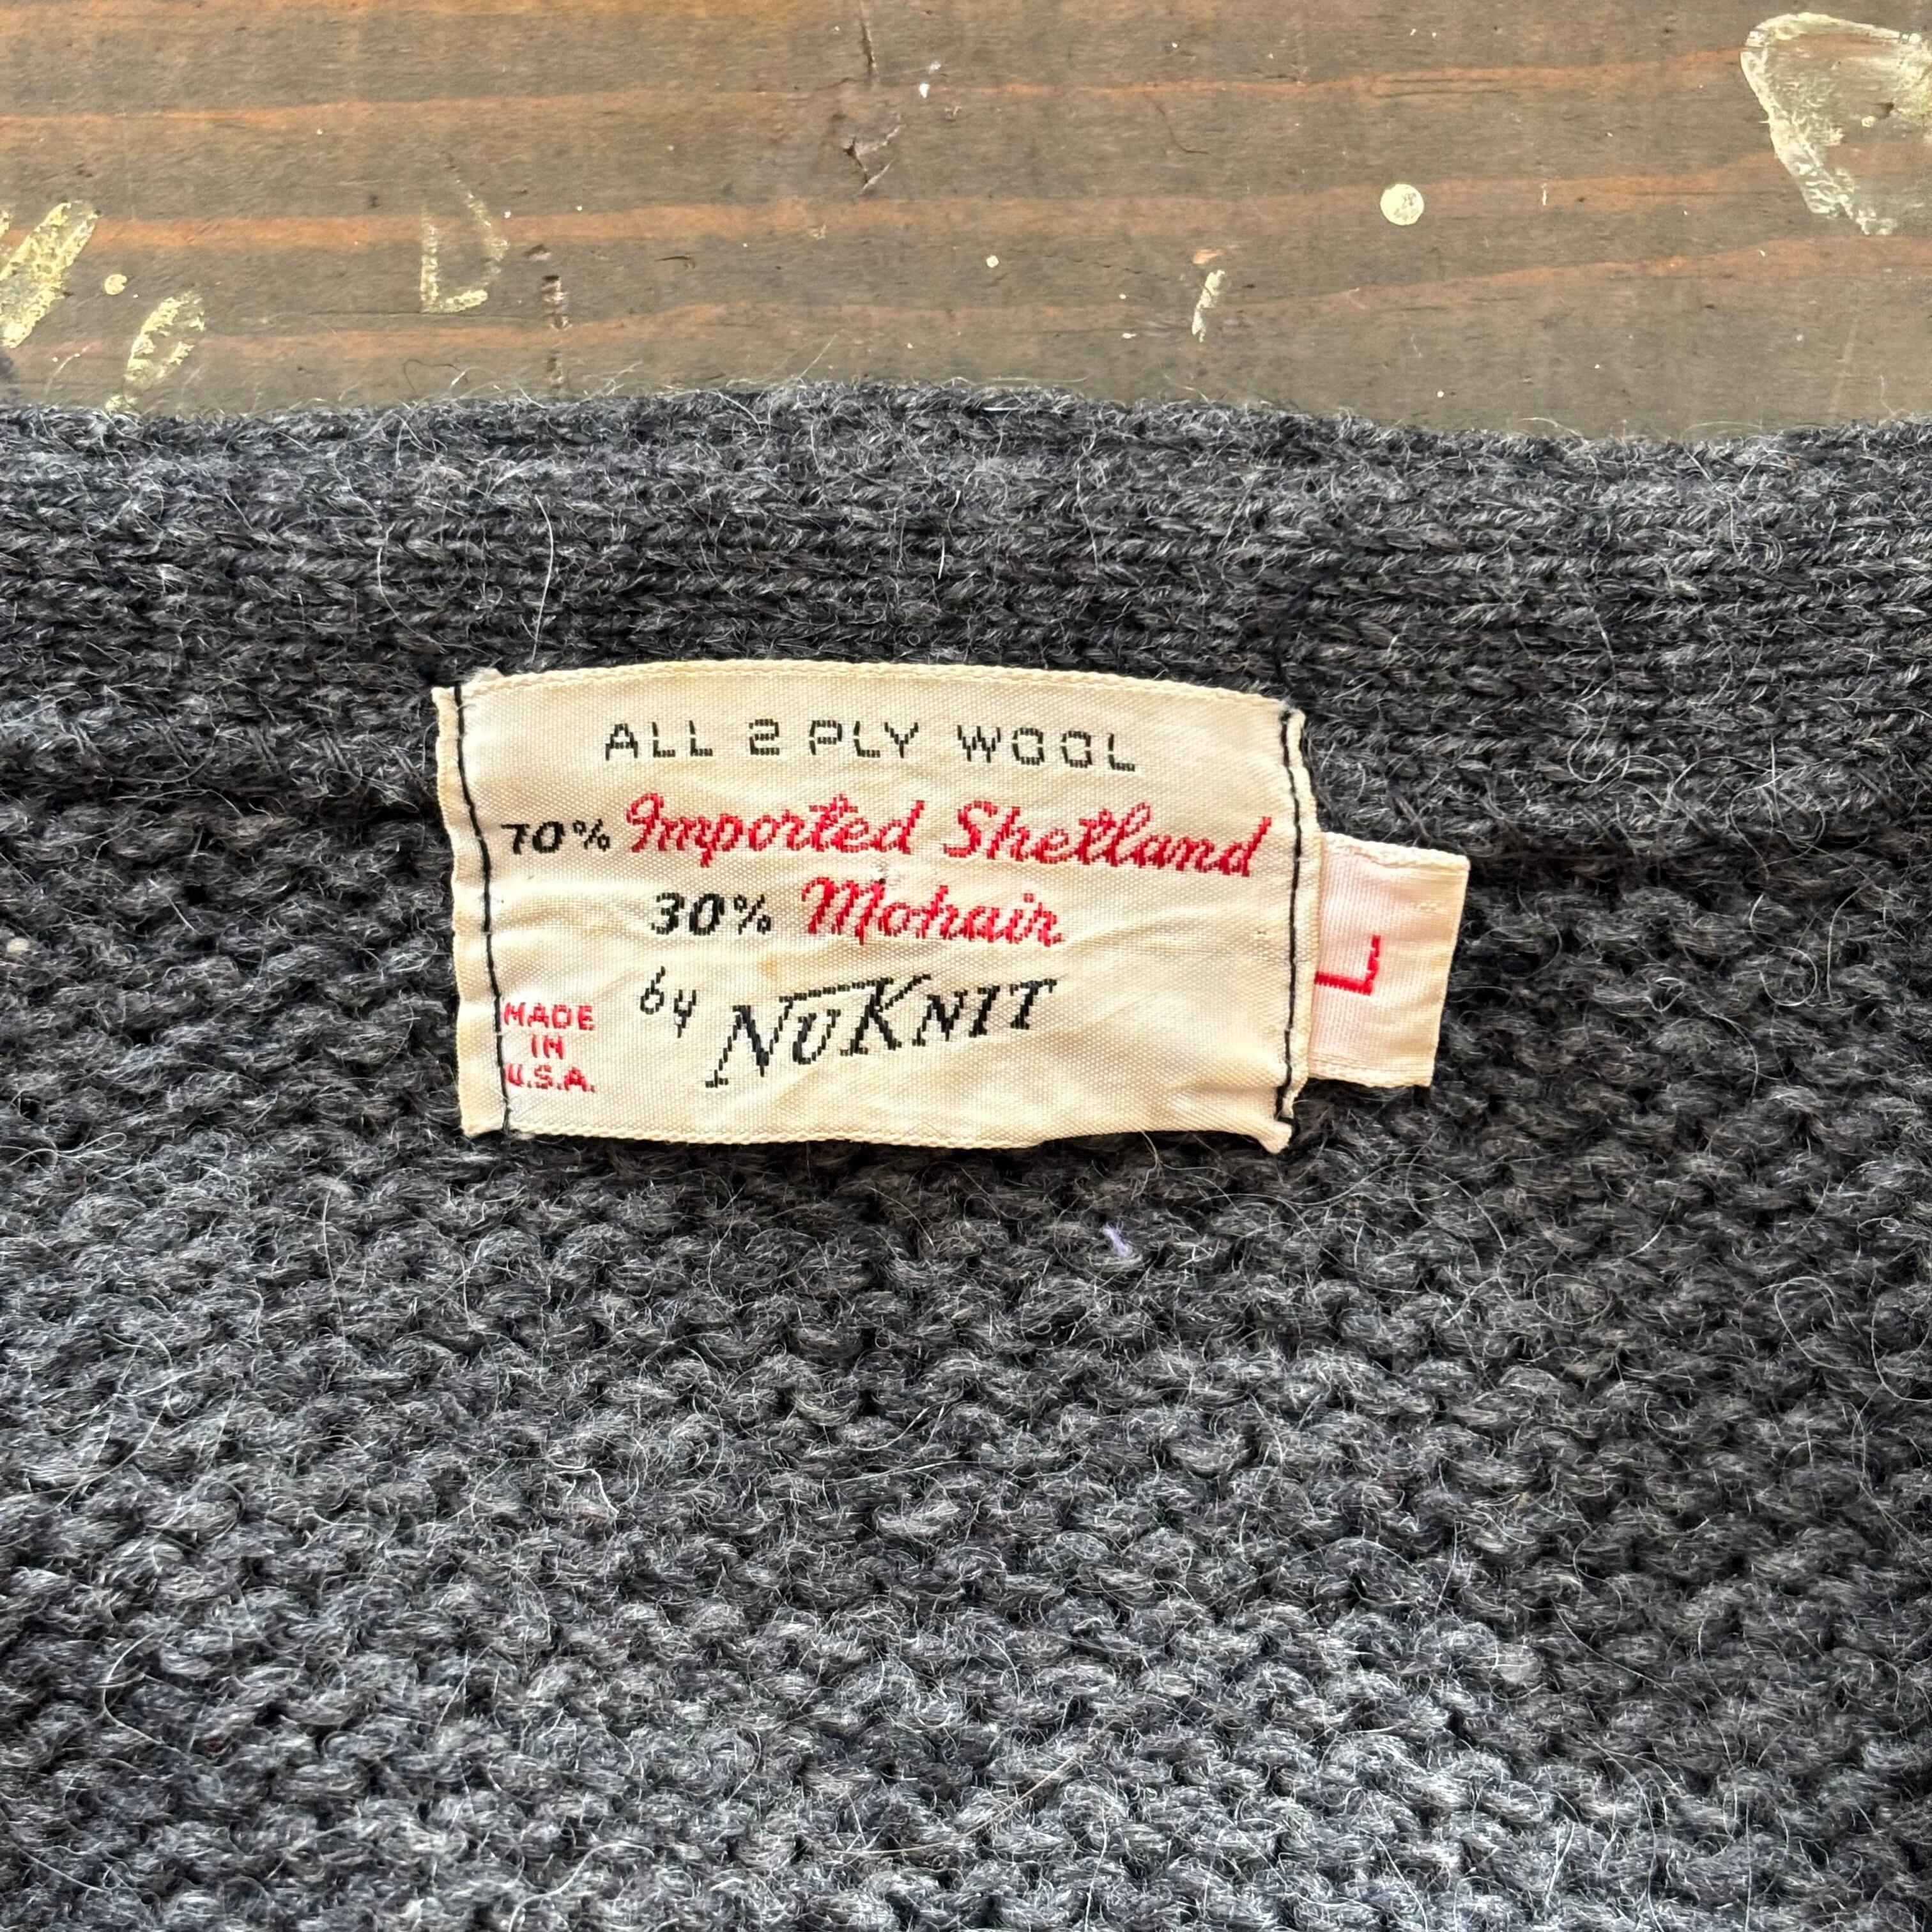 ALL 2 PLY WOOL
70% Imported Shetland
30% Mohair
by NUKNIT
MADE
IN
U.S.A.
L